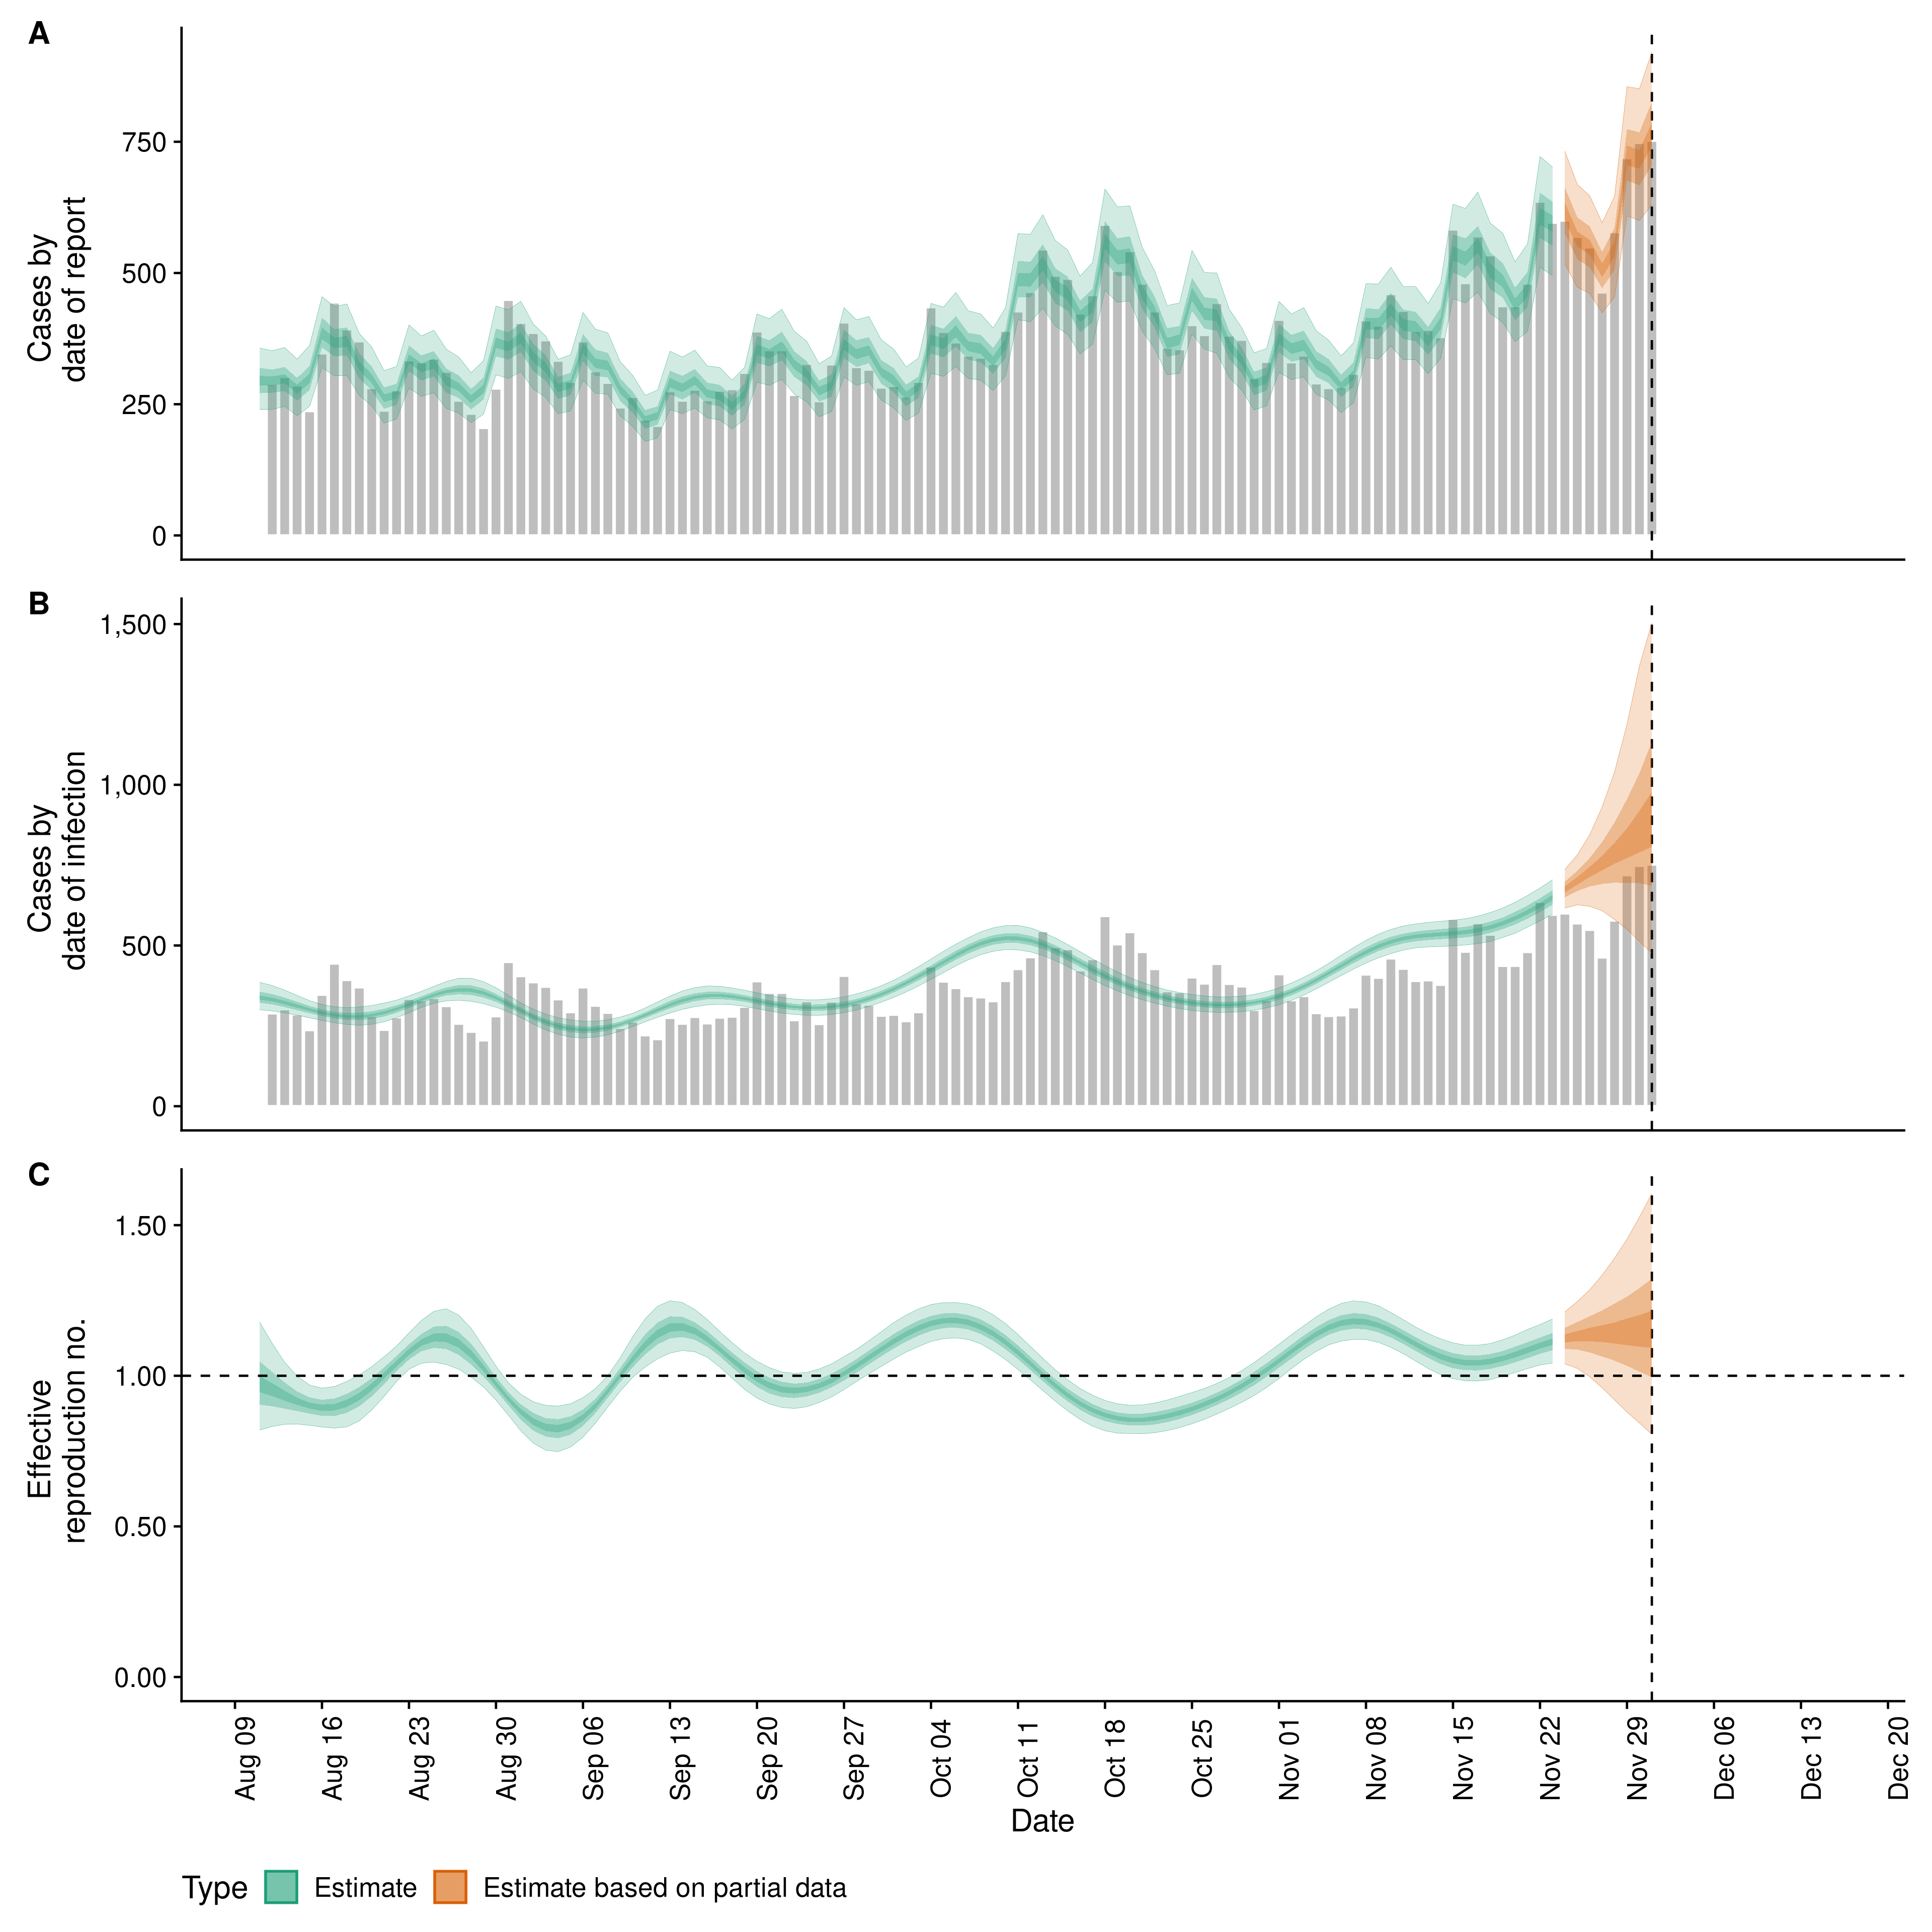 A
Cases by
date of report
750
500
250
0
B
Cases by
date of infection
1,500
1,000
500
0
C
Effective
reproduction no.
1.50
1.00
0.50
0.00
Aug 09
Aug 16
Aug 23
Aug 30
Sep 06
Sep 13
Sep 20
Sep 27
Oct 04
Oct 11
Oct 18
Oct 25
Nov 01
Nov 08
Nov 15
Nov 22
Nov 29
Dec 06
Dec 13
Dec 20
Date
Type Estimate Estimate based on partial data